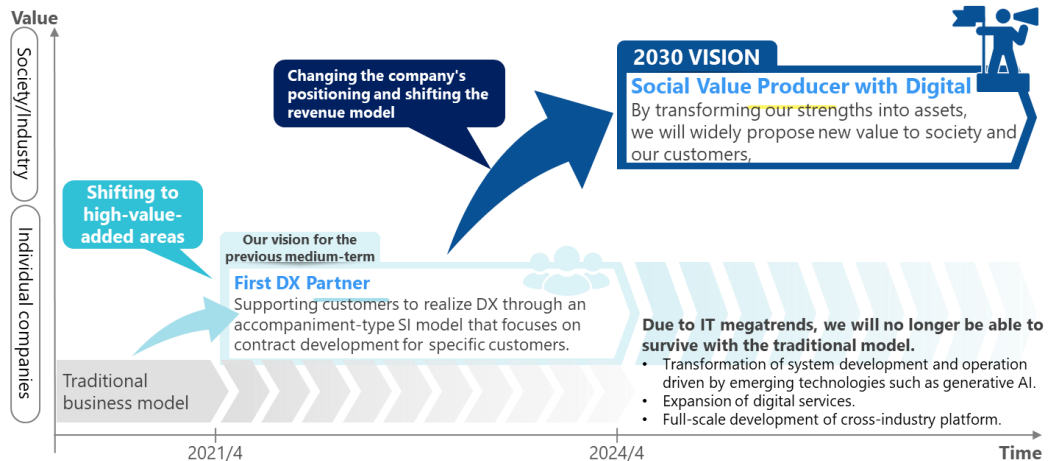 Value
Society/Industry
Individual companies
2030 VISION
Social Value Producer with Digital
By transforming our strengths into assets,
we will widely propose new value to society and
our customers,
Changing the company's
positioning and shifting the
revenue model
Shifting to
high-value-
added areas
Our vision for the
previous medium-term
First DX Partner
Supporting customers to realize DX through an
accompaniment-type SI model that focuses on
contract development for specific customers.
Traditional
business model
Due to IT megatrends, we will no longer be able to
survive with the traditional model.
• Transformation of system development and operation
driven by emerging technologies such as generative AI.
• Expansion of digital services.
• Full-scale development of cross-industry platform.
2021/4
2024/4
Time